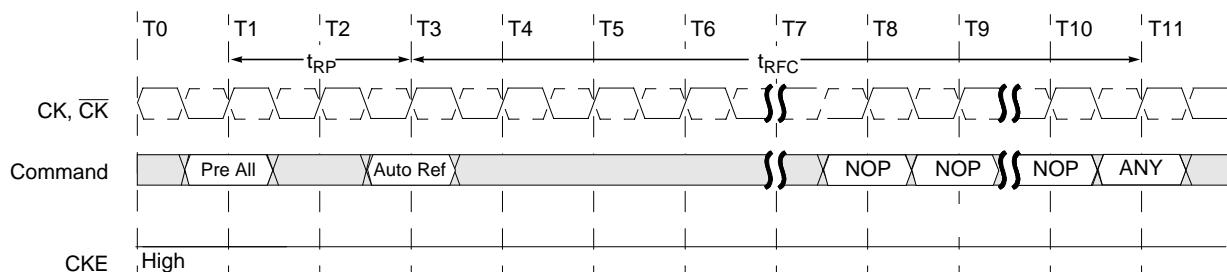 T0 T1 T2 T3 T4 T5 T6 T7 T8 T9 T10 T11
tRP tRFC
CK, C̅K̅
Command Pre All Auto Ref NOP NOP NOP ANY
CKE High